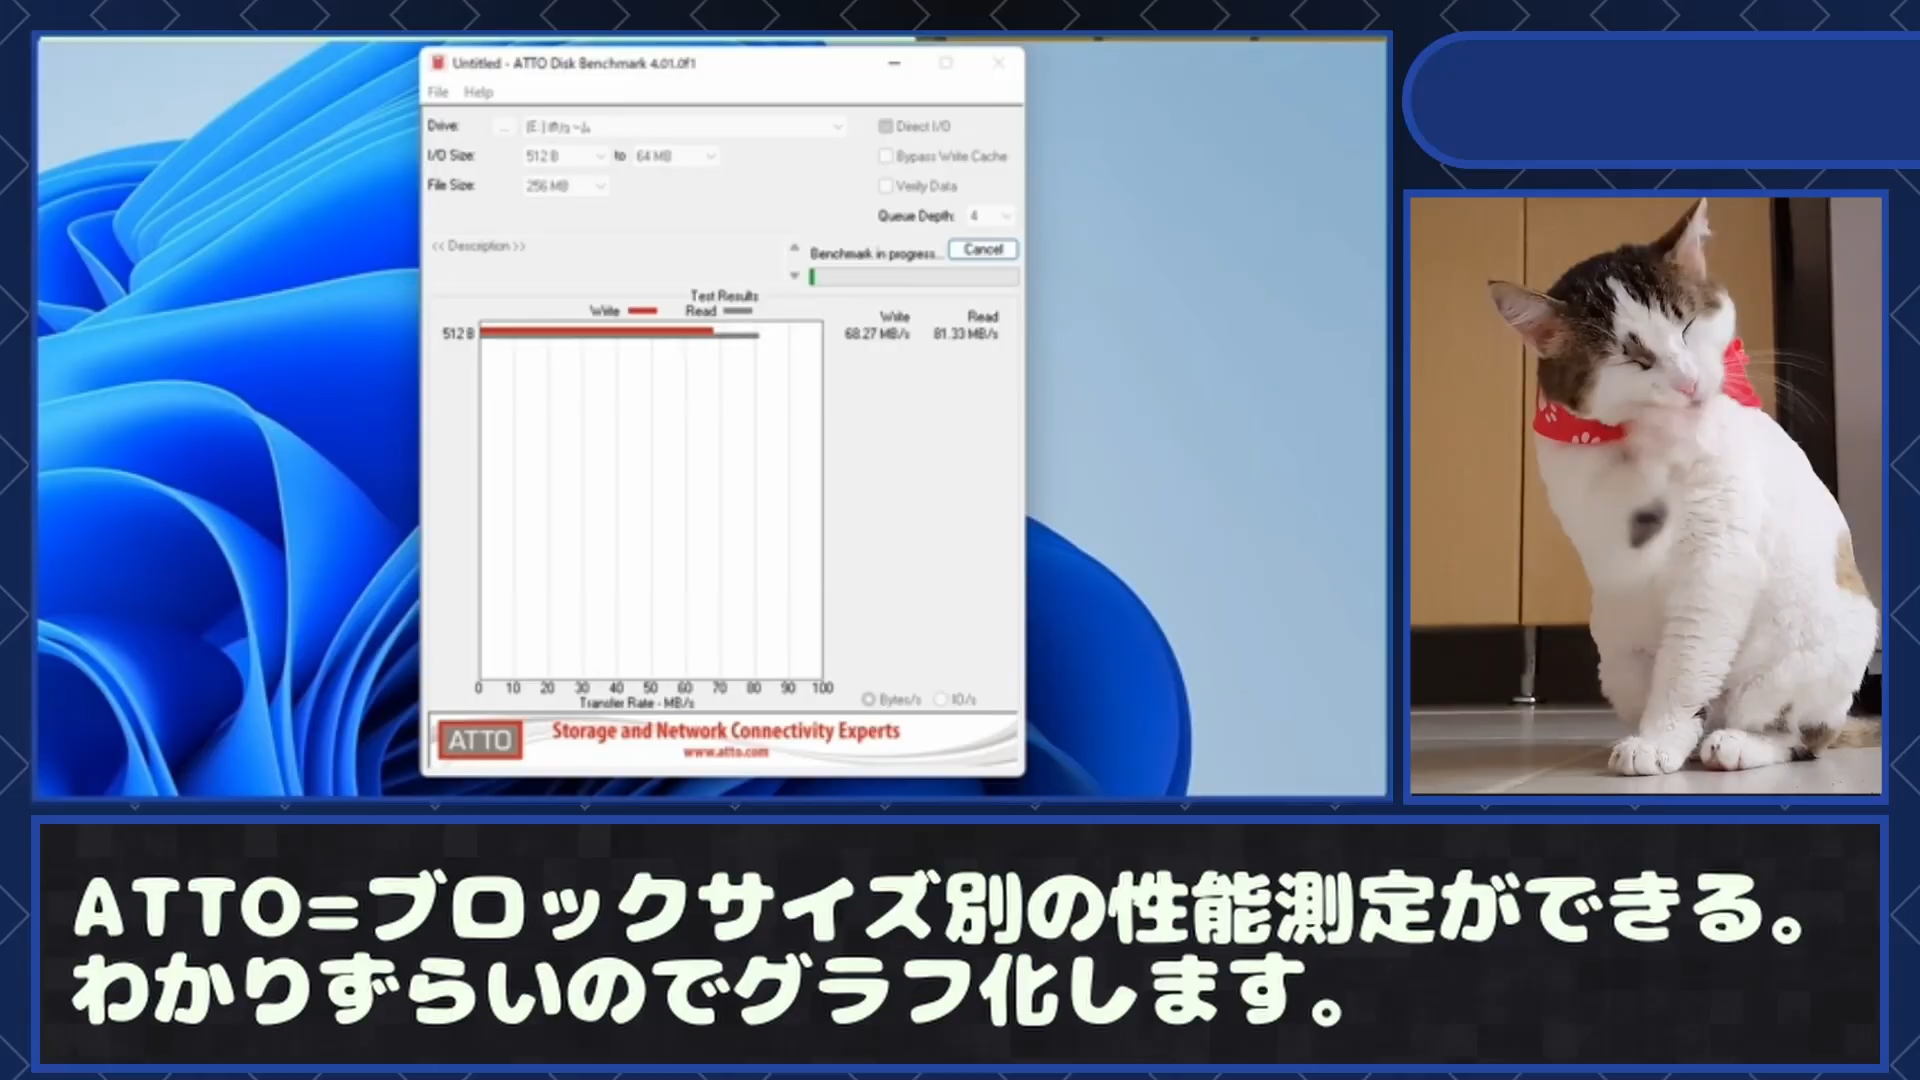 Untitled - ATTO Disk Benchmark 4.01.0f1
File Help
Drive: ...
Direct I/O
I/O Size: 512 B to 64 MB
Bypass Write Cache
File Size: 256 MB
Verify Data
Queue Depth: 4
<< Description >>
Benchmark in progress... Cancel
Test Results
Write Read
Write Read
512 B
68.27 MB/s 81.33 MB/s
0 10 20 30 40 50 60 70 80 90 100
Transfer Rate - MB/s
Bytes/s IO/s
ATTO
Storage and Network Connectivity Experts
www.atto.com
ATTO=ブロックサイズ別の性能測定ができる。
わかりずらいのでグラフ化します。